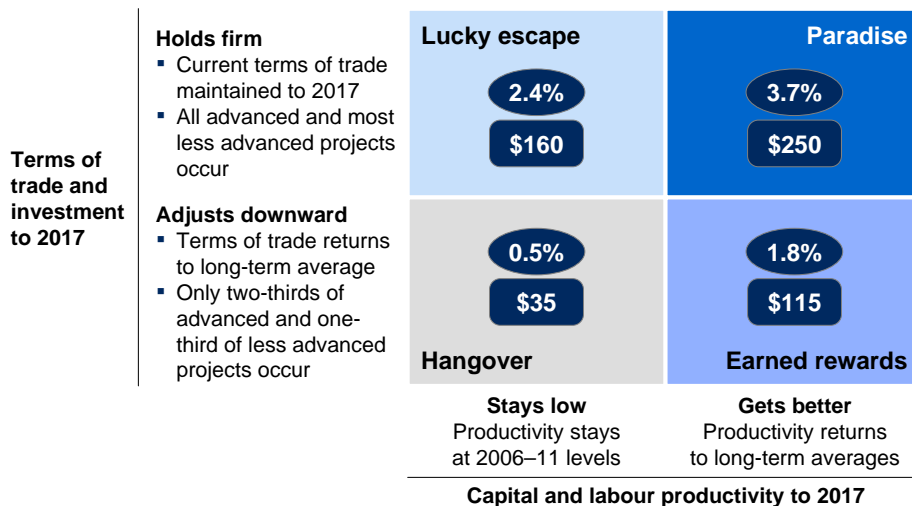 Terms of
trade and
investment
to 2017
Holds firm
▪ Current terms of trade
maintained to 2017
▪ All advanced and most
less advanced projects
occur
Adjusts downward
▪ Terms of trade returns
to long-term average
▪ Only two-thirds of
advanced and one-
third of less advanced
projects occur
Lucky escape
2.4%
$160
Paradise
3.7%
$250
0.5%
$35
Hangover
1.8%
$115
Earned rewards
Stays low
Productivity stays
at 2006–11 levels
Gets better
Productivity returns
to long-term averages
Capital and labour productivity to 2017